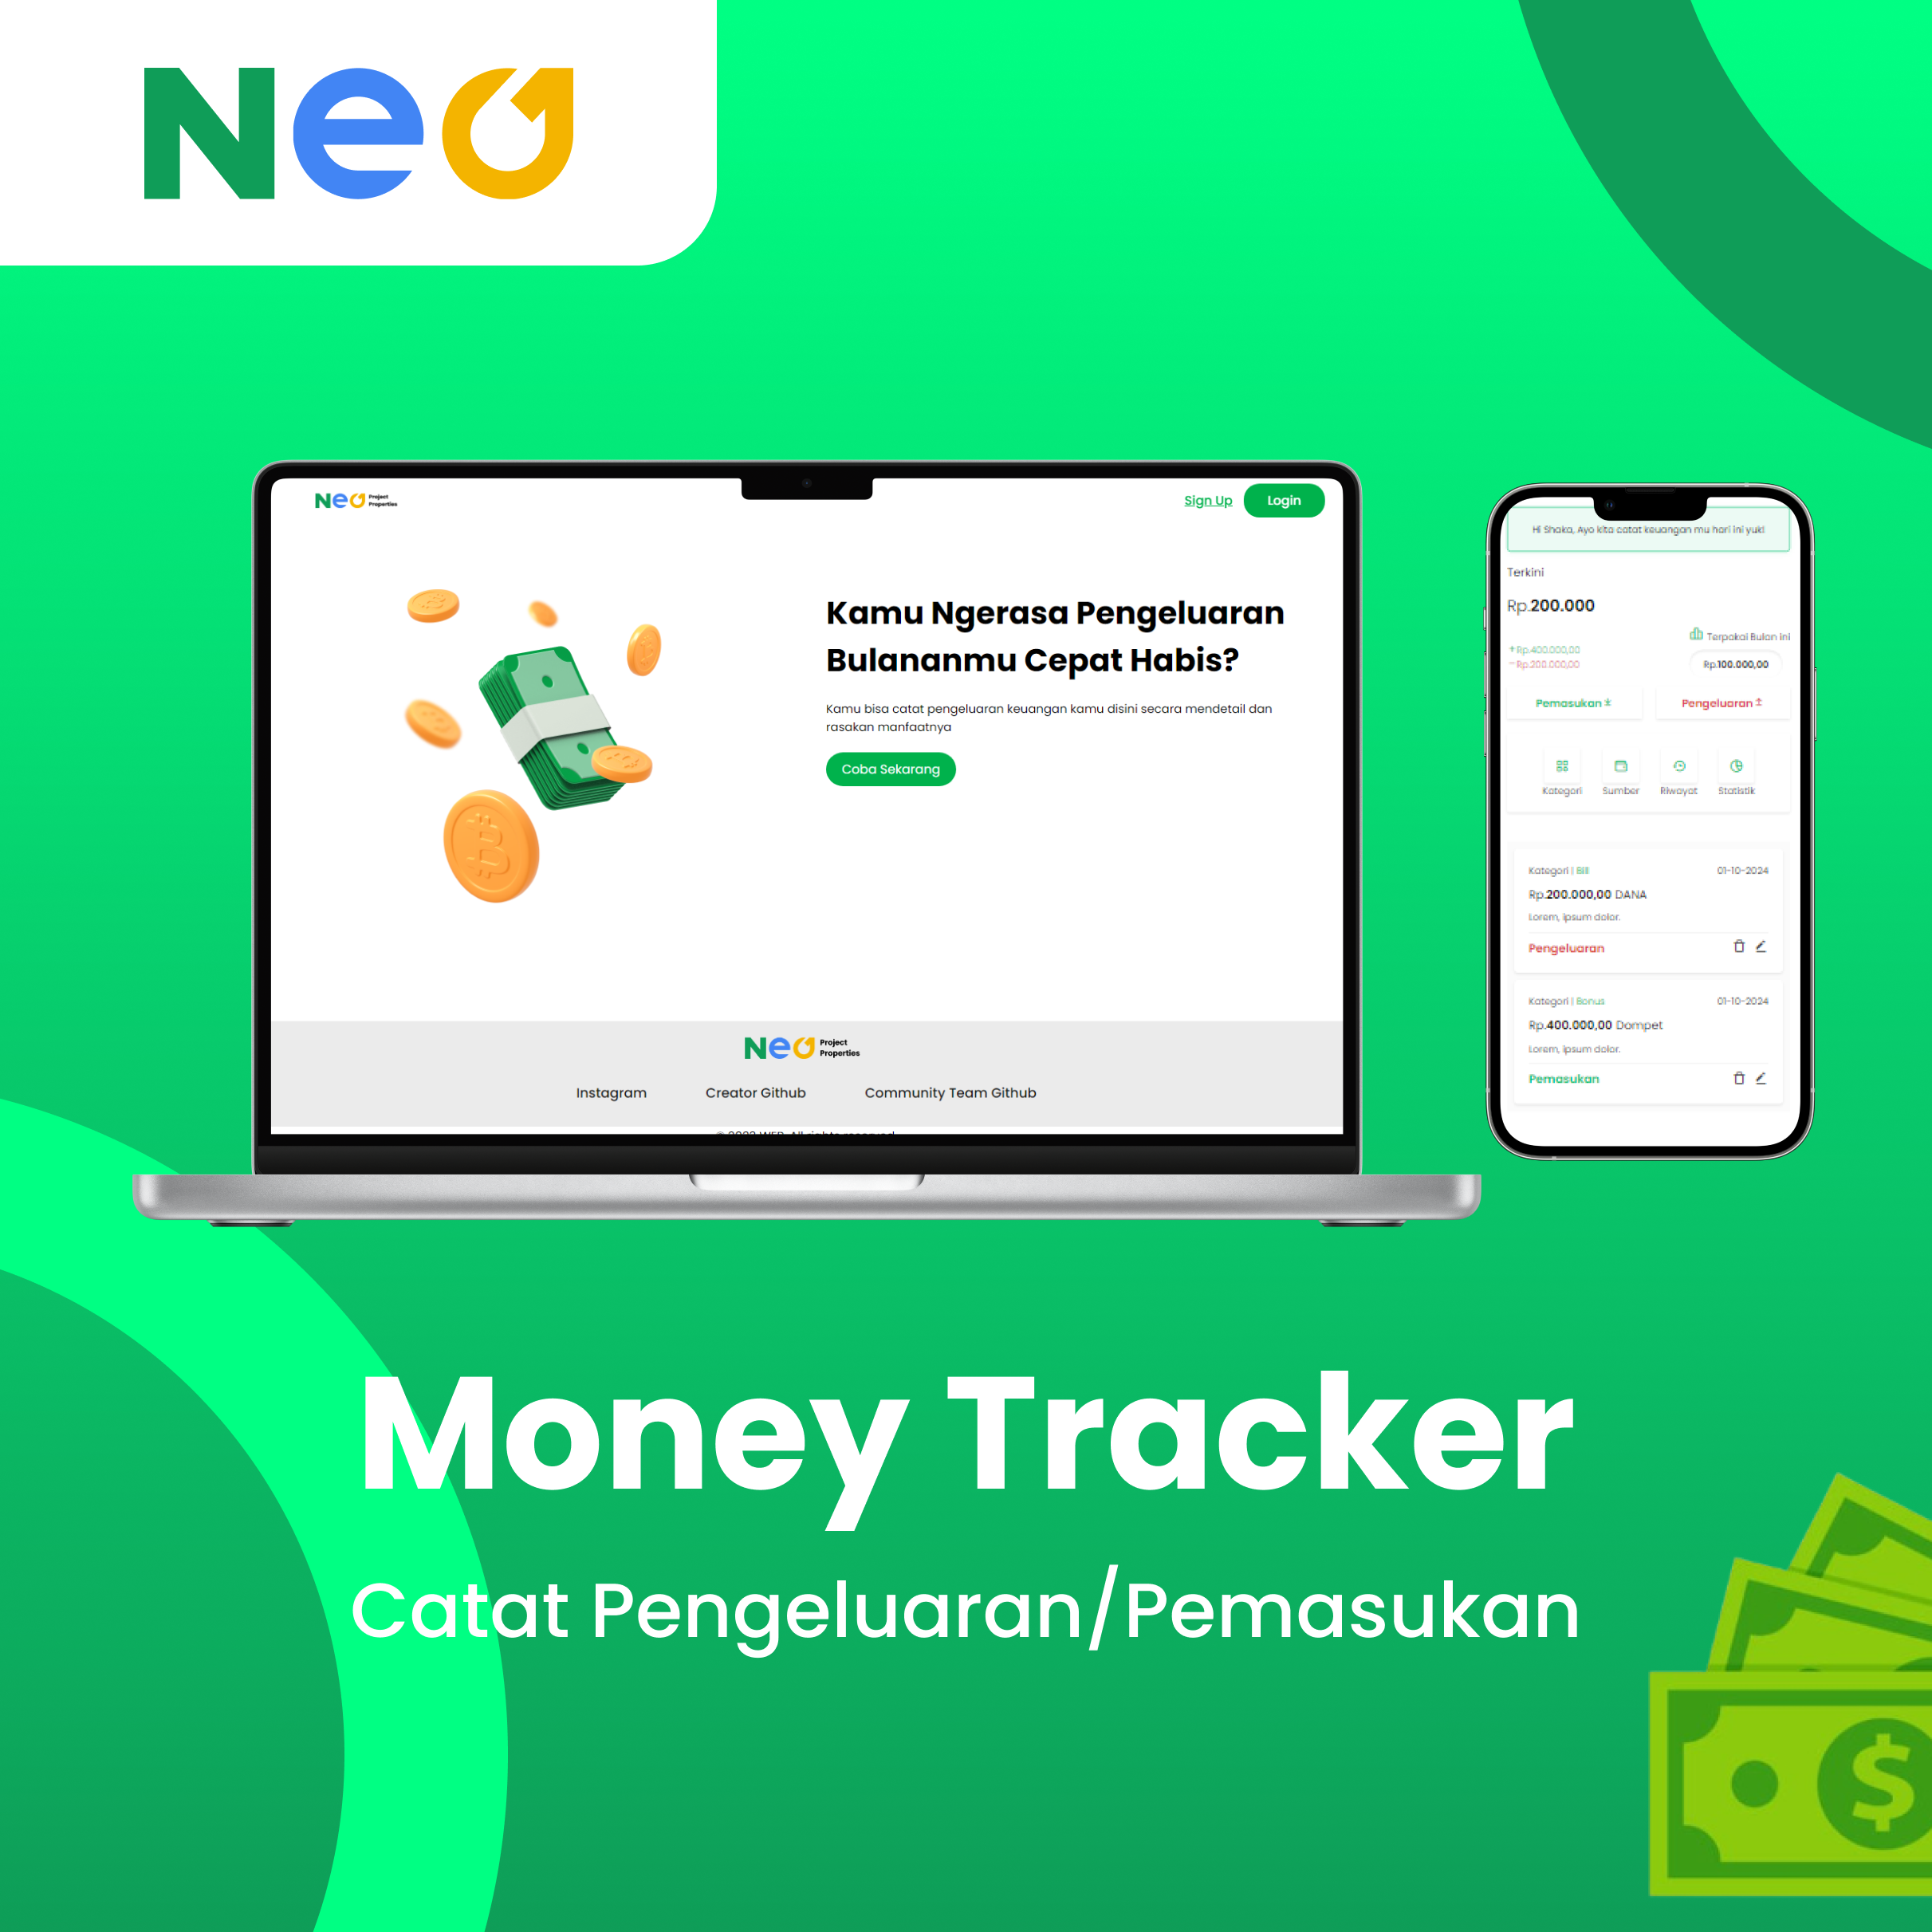 Neo
Neo Project Properties
Sign Up
Login
Kamu Ngerasa Pengeluaran
Bulananmu Cepat Habis?
Kamu bisa catat pengeluaran keuangan kamu disini secara mendetail dan
rasakan manfaatnya
Coba Sekarang
Neo Project Properties
Instagram
Creator Github
Community Team Github
Hi Shaka, Ayo kita catat keuangan mu hari ini yuk!
Terkini
Rp.200.000
Terpakai Bulan ini
+Rp.400.000,00
-Rp.200.000,00
Rp.100.000,00
Pemasukan
Pengeluaran
Kategori
Sumber
Riwayat
Statistik
Kategori | Bill
01-10-2024
Rp.200.000,00 DANA
Lorem, ipsum dolor.
Pengeluaran
Kategori | Bonus
01-10-2024
Rp.400.000,00 Dompet
Lorem, ipsum dolor.
Pemasukan
Money Tracker
Catat Pengeluaran/Pemasukan
$